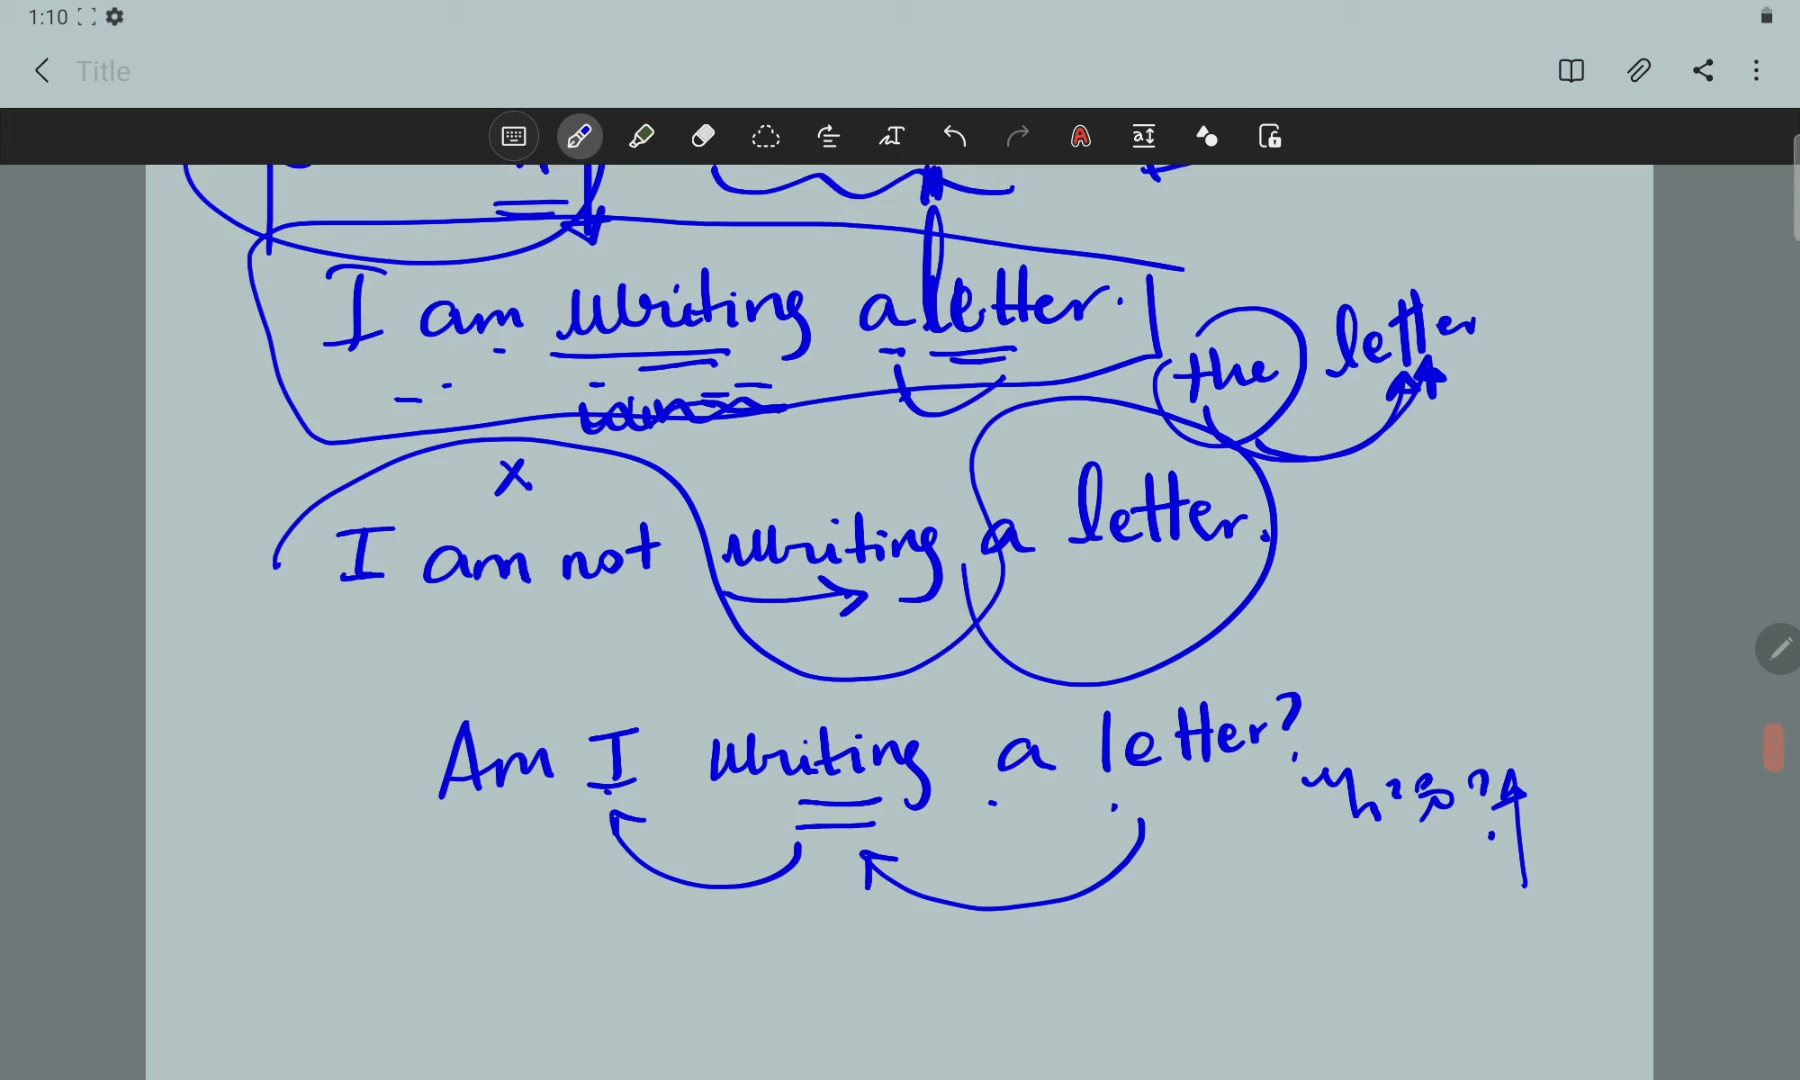 1:10
Title
I am writing a letter.
the letter
x
I am not writing a letter.
Am I writing a letter?